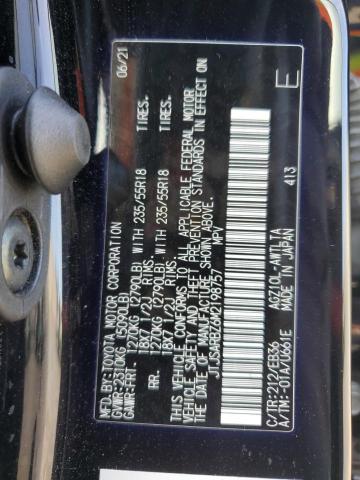 MFD.BY:TOYOTA MOTOR CORPORATION 06/21
GVWR:2310KG (5090LB)
GAWR:FRT. 1270KG (2790LB) WITH 235/55R18 TIRES.
18X7 1/2J RIMS.
RR. 1270KG (2790LB) WITH 235/55R18 TIRES.
18X7 1/2J RIMS.
THIS VEHICLE CONFORMS TO ALL APPLICABLE FEDERAL MOTOR
VEHICLE SAFETY AND THEFT PREVENTION STANDARDS IN EFFECT ON
THE DATE OF MANUFACTURE SHOWN ABOVE.
JTJSARBZ6M2198757 MPV
C/TR:212/EB36 AGZ10L-AWTLTA
A/TM:-01A/U661E MADE IN JAPAN 413
E